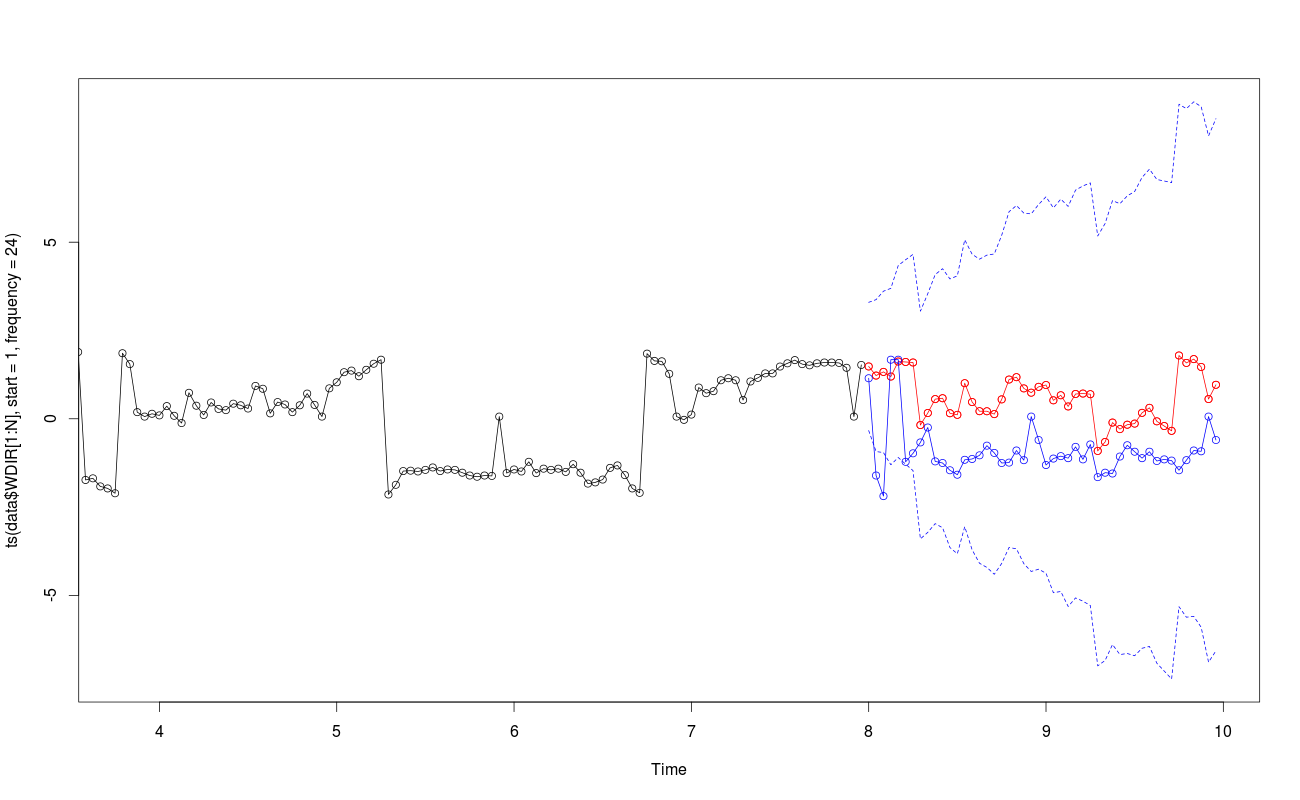 ts(data$WDIR[1:N], start = 1, frequency = 24)
5
0
-5
4 5 6 7 8 9 10
Time